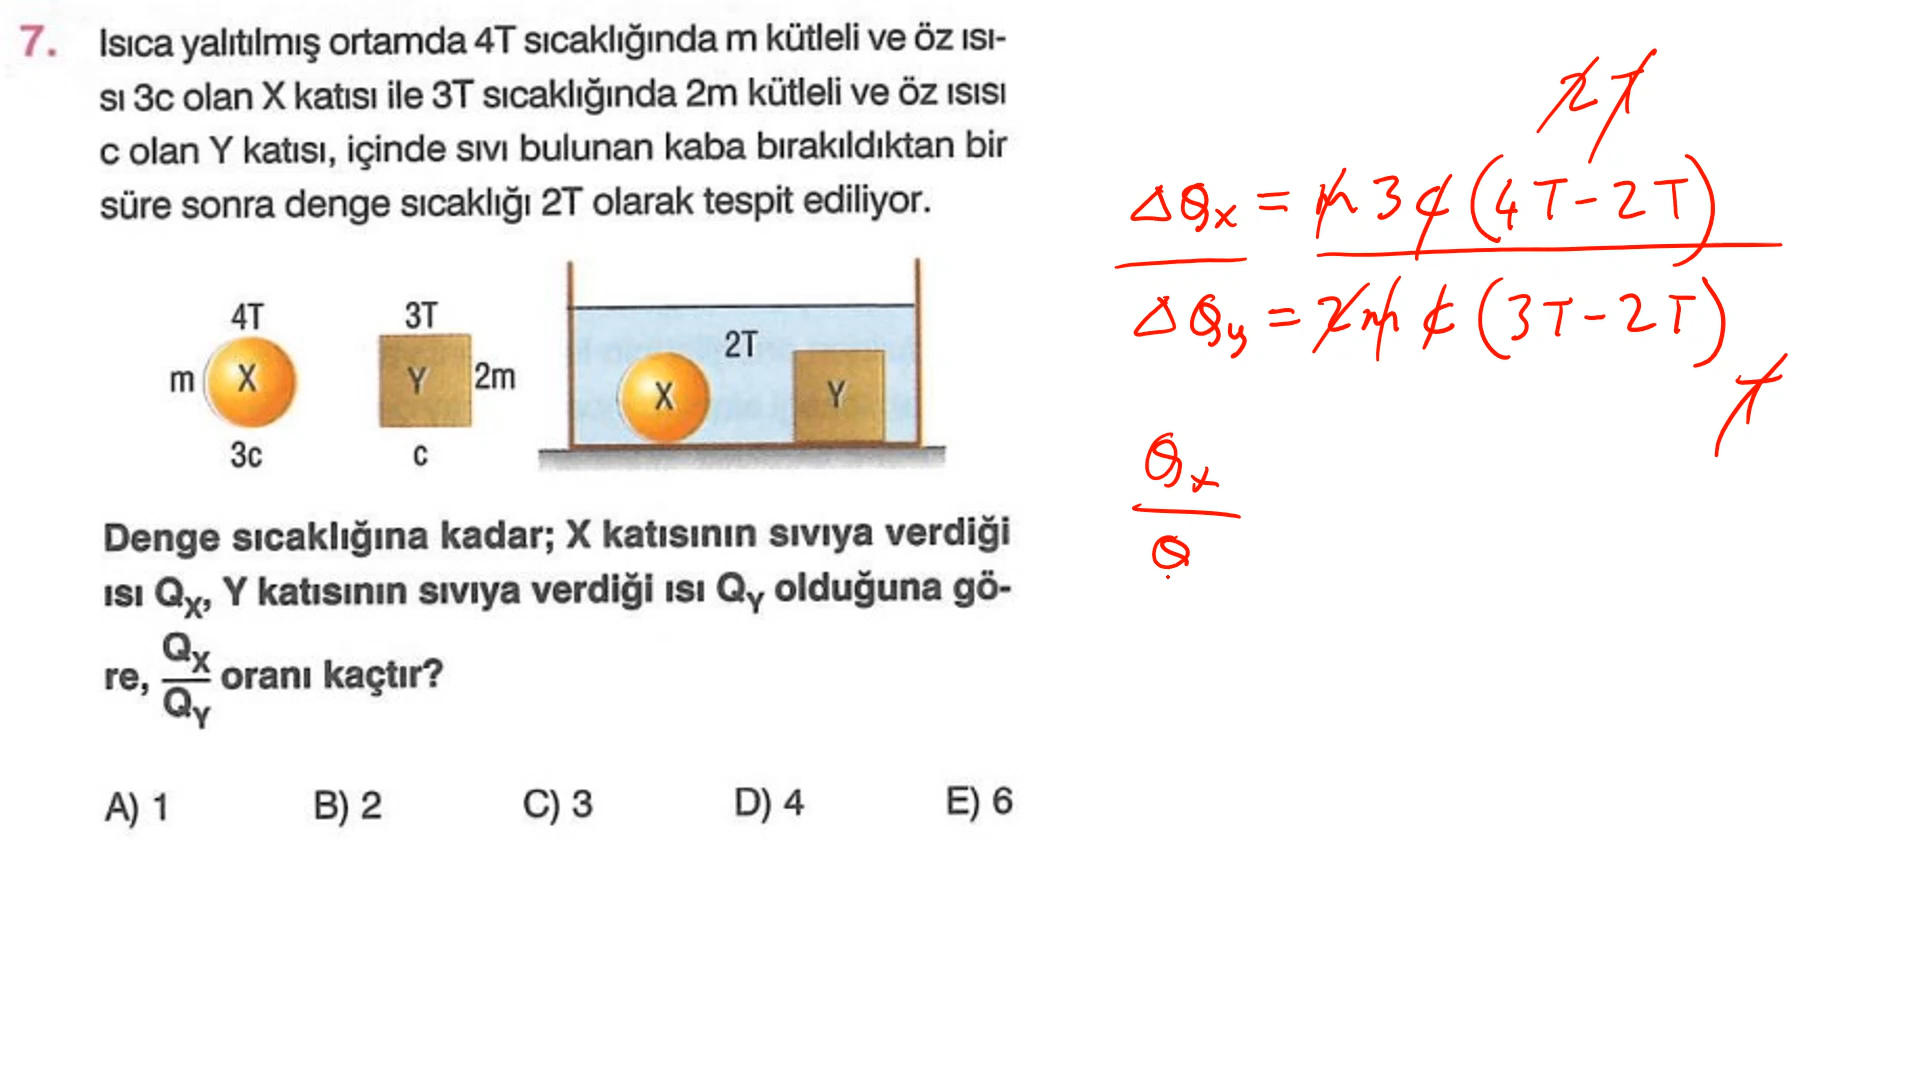 7. Isıca yalıtılmış ortamda 4T sıcaklığında m kütleli ve öz ısı-
sı 3c olan X katısı ile 3T sıcaklığında 2m kütleli ve öz ısısı
c olan Y katısı, içinde sıvı bulunan kaba bırakıldıktan bir
süre sonra denge sıcaklığı 2T olarak tespit ediliyor.
4T
3T
2T
m
X
Y
2m
X
Y
3c
c
Denge sıcaklığına kadar; X katısının sıvıya verdiği
ısı QX, Y katısının sıvıya verdiği ısı QY olduğuna gö-
re, QX/QY oranı kaçtır?
A) 1 B) 2 C) 3 D) 4 E) 6
2T
ΔQx = m3c(4T-2T)
ΔQy = 2mc(3T-2T)
T
Qx
Q